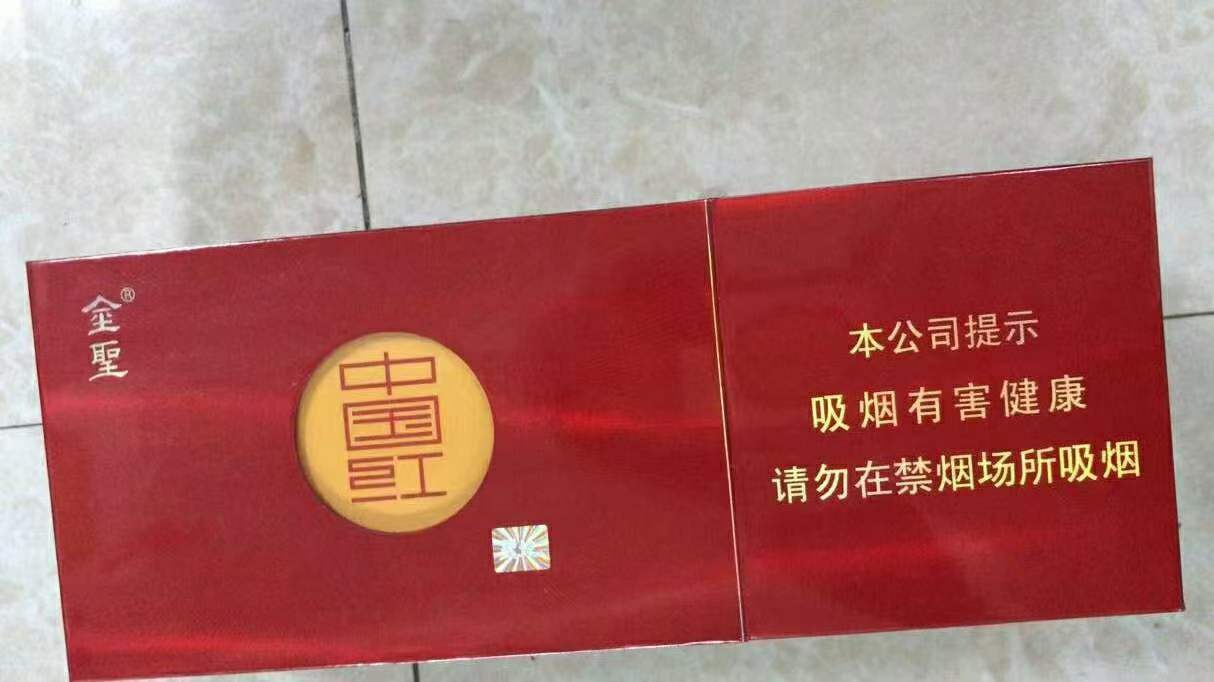 金聖®
中国红
本公司提示
吸烟有害健康
请勿在禁烟场所吸烟